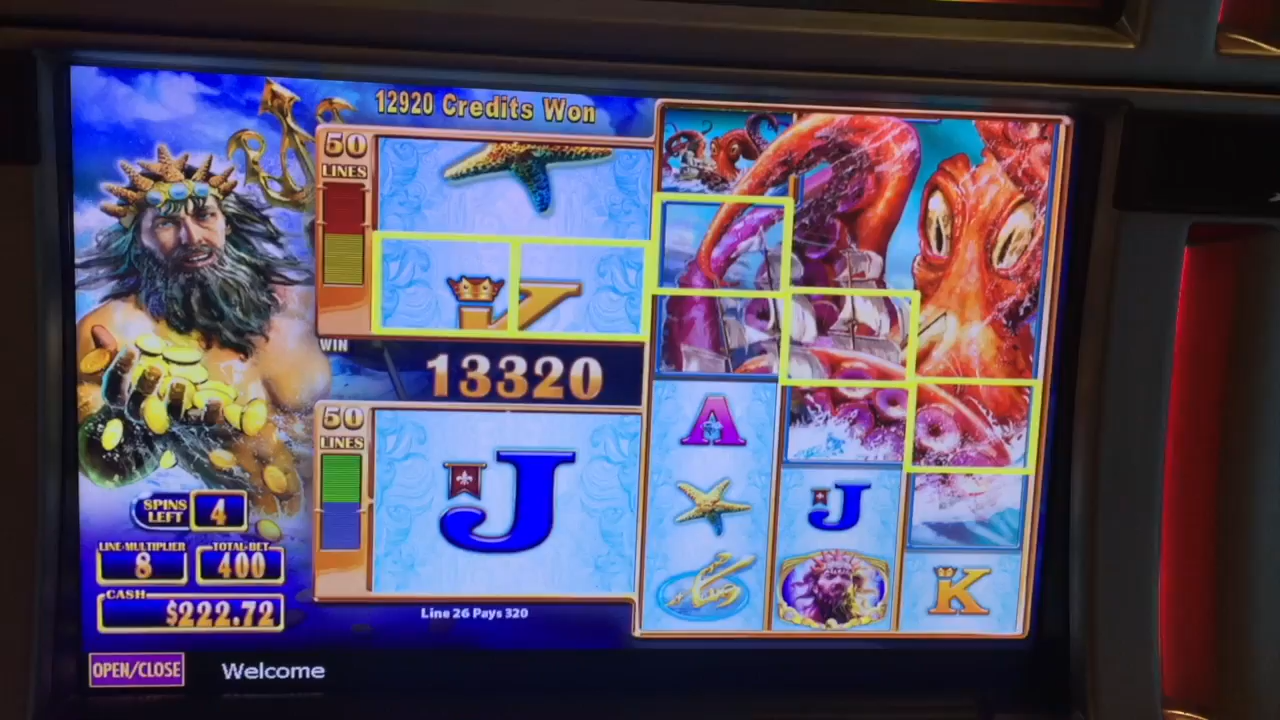 12920 Credits Won
50
LINES
K
WIN
13320
50
LINES
J
A
J
K
SPINS
LEFT
4
LINE MULTIPLIER
8
TOTAL BET
400
CASH
$222.72
Line 26 Pays 320
OPEN/CLOSE
Welcome